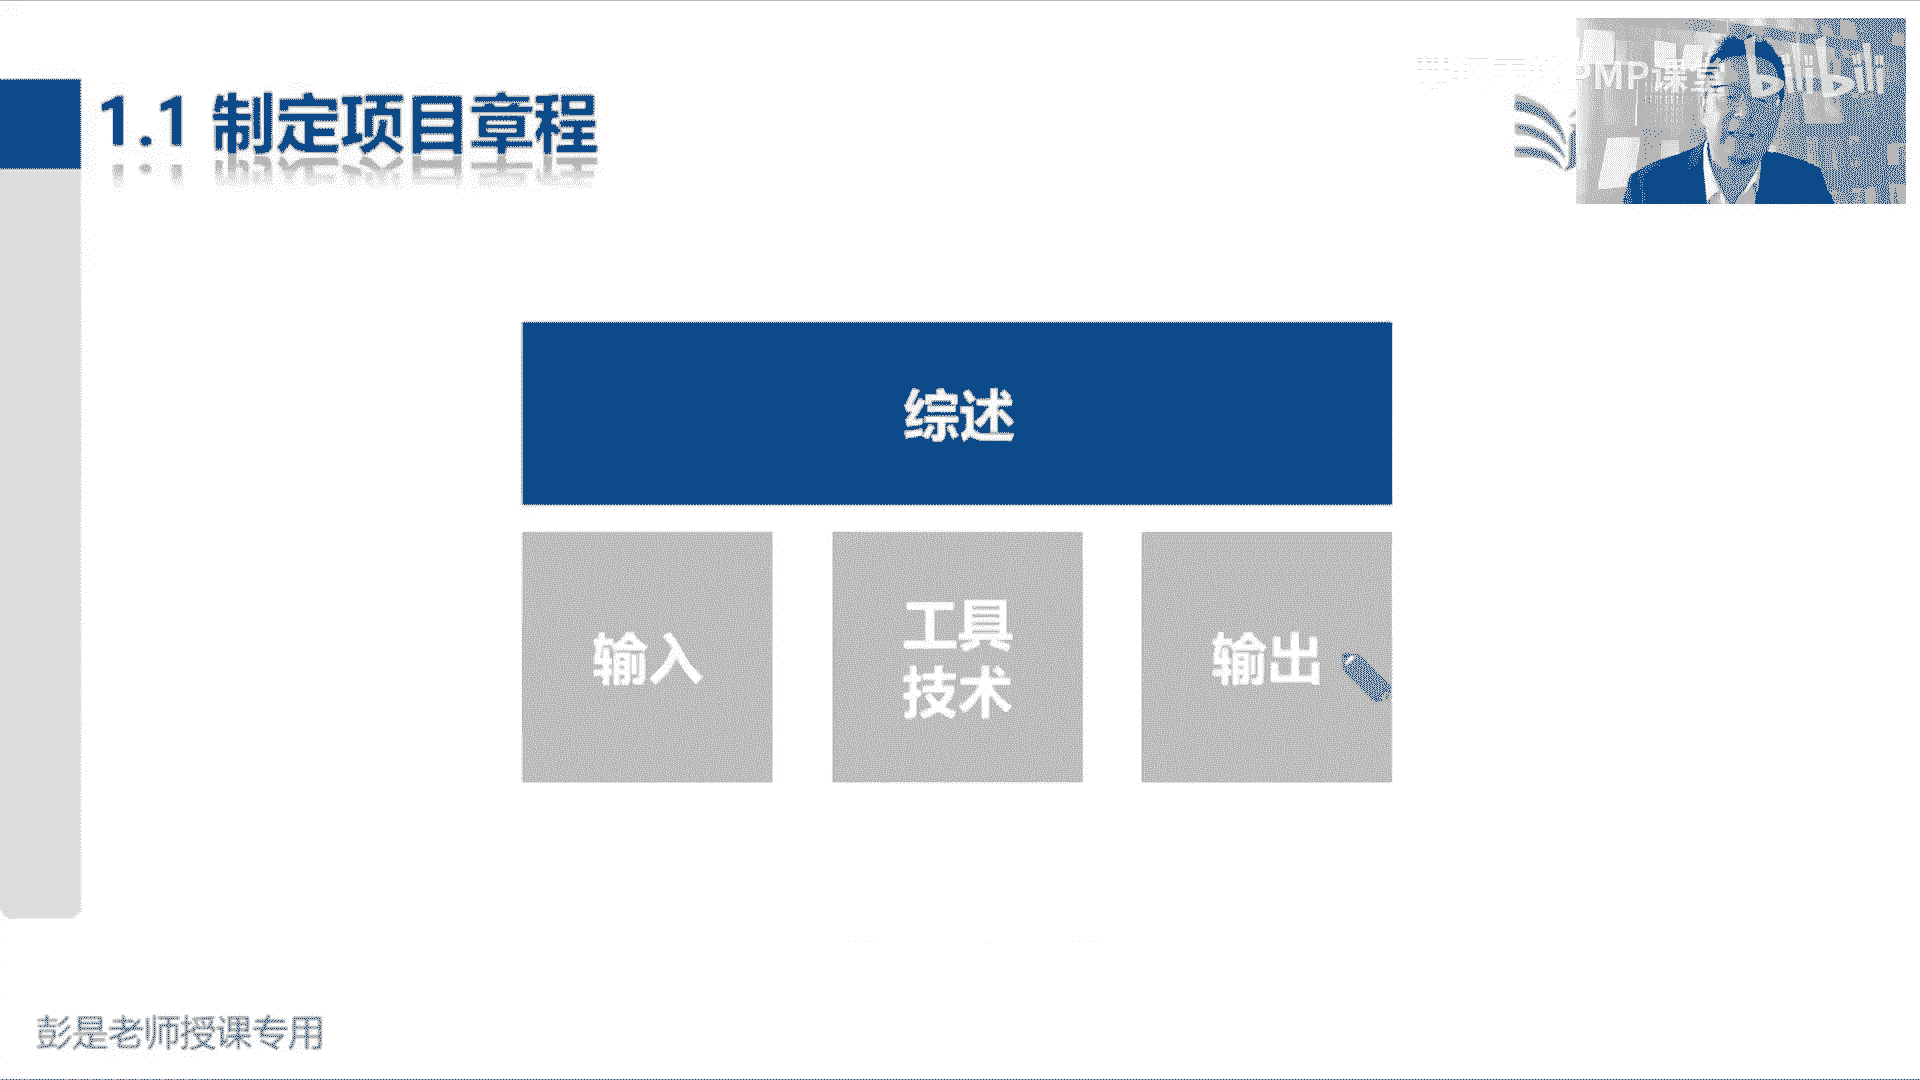 1.1 制定项目章程
PMP课堂 bilibili
综述
输入
工具
技术
输出
彭是老师授课专用